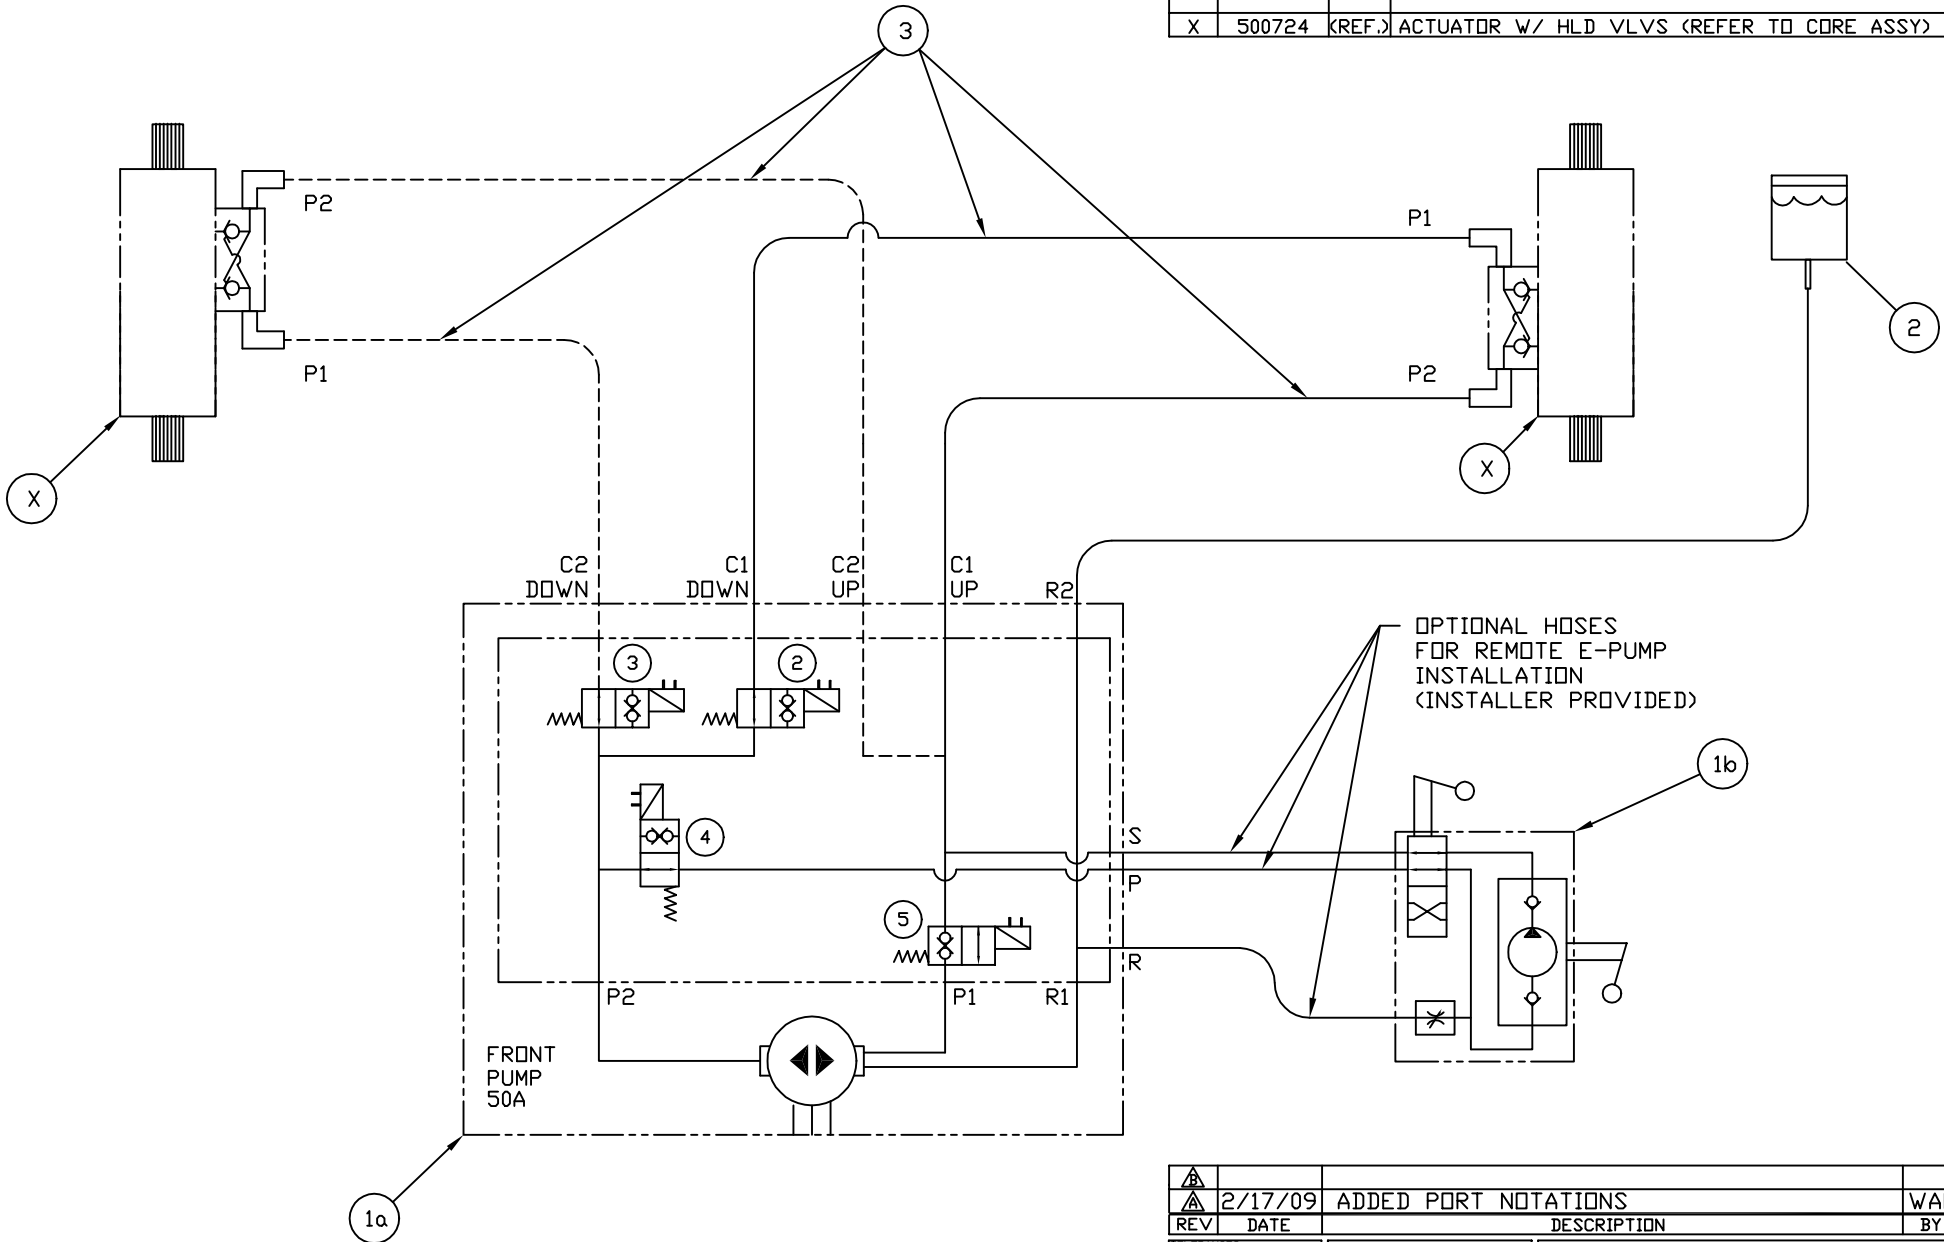 3
X 500724 (REF.) ACTUATOR W/ HLD VLVS (REFER TO CORE ASSY)
P2
P1
P1
P2
2
X
X
C2
DOWN
C1
DOWN
C2
UP
C1
UP
R2
OPTIONAL HOSES
FOR REMOTE E-PUMP
INSTALLATION
(INSTALLER PROVIDED)
3
2
1b
4
S
P
5
R
P2
P1
R1
FRONT
PUMP
50A
1a
B
A 2/17/09 ADDED PORT NOTATIONS
REV DATE DESCRIPTION BY